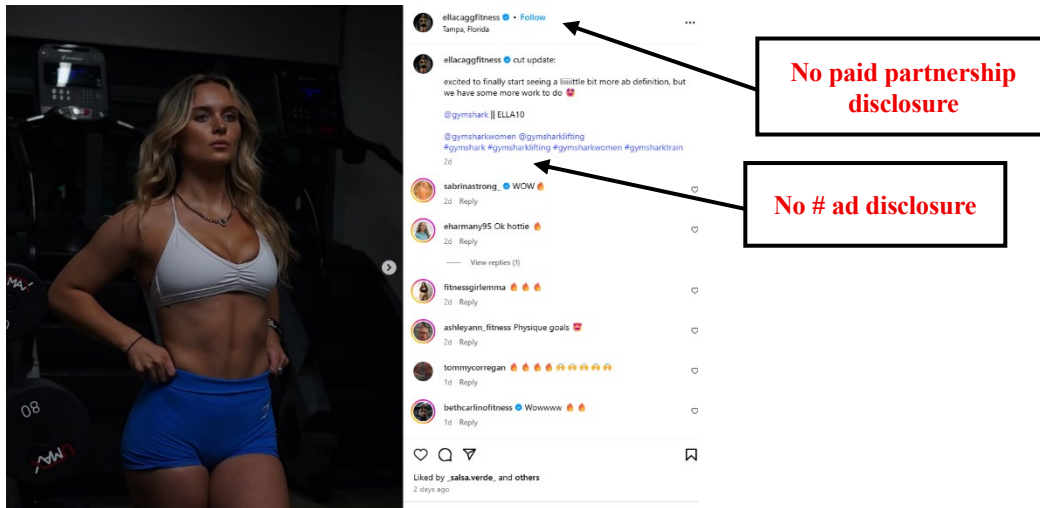 ellacaggfitness • Follow
Tampa, Florida
ellacaggfitness cut update:
excited to finally start seeing a liiiiittle bit more ab definition, but
we have some more work to do
@gymshark || ELLA10
@gymsharkwomen @gymsharklifting
#gymshark #gymsharklifting #gymsharkwomen #gymsharktrain
2d
sabrinastrong_ WOW 🔥
2d Reply
eharmany95 Ok hottie 🔥
2d Reply
View replies (1)
fitnessgirlemma 🔥 🔥 🔥
2d Reply
ashleyann_fitness Physique goals
2d Reply
tommycorregan 🔥 🔥 🔥 🔥 🙌 🙌 🙌 🙌 🙌
1d Reply
bethcarlinofitness Wowwww 🔥 🔥
1d Reply
Liked by _salsa.verde_ and others
2 days ago
No paid partnership
disclosure
No # ad disclosure
MAX
80
UMAX